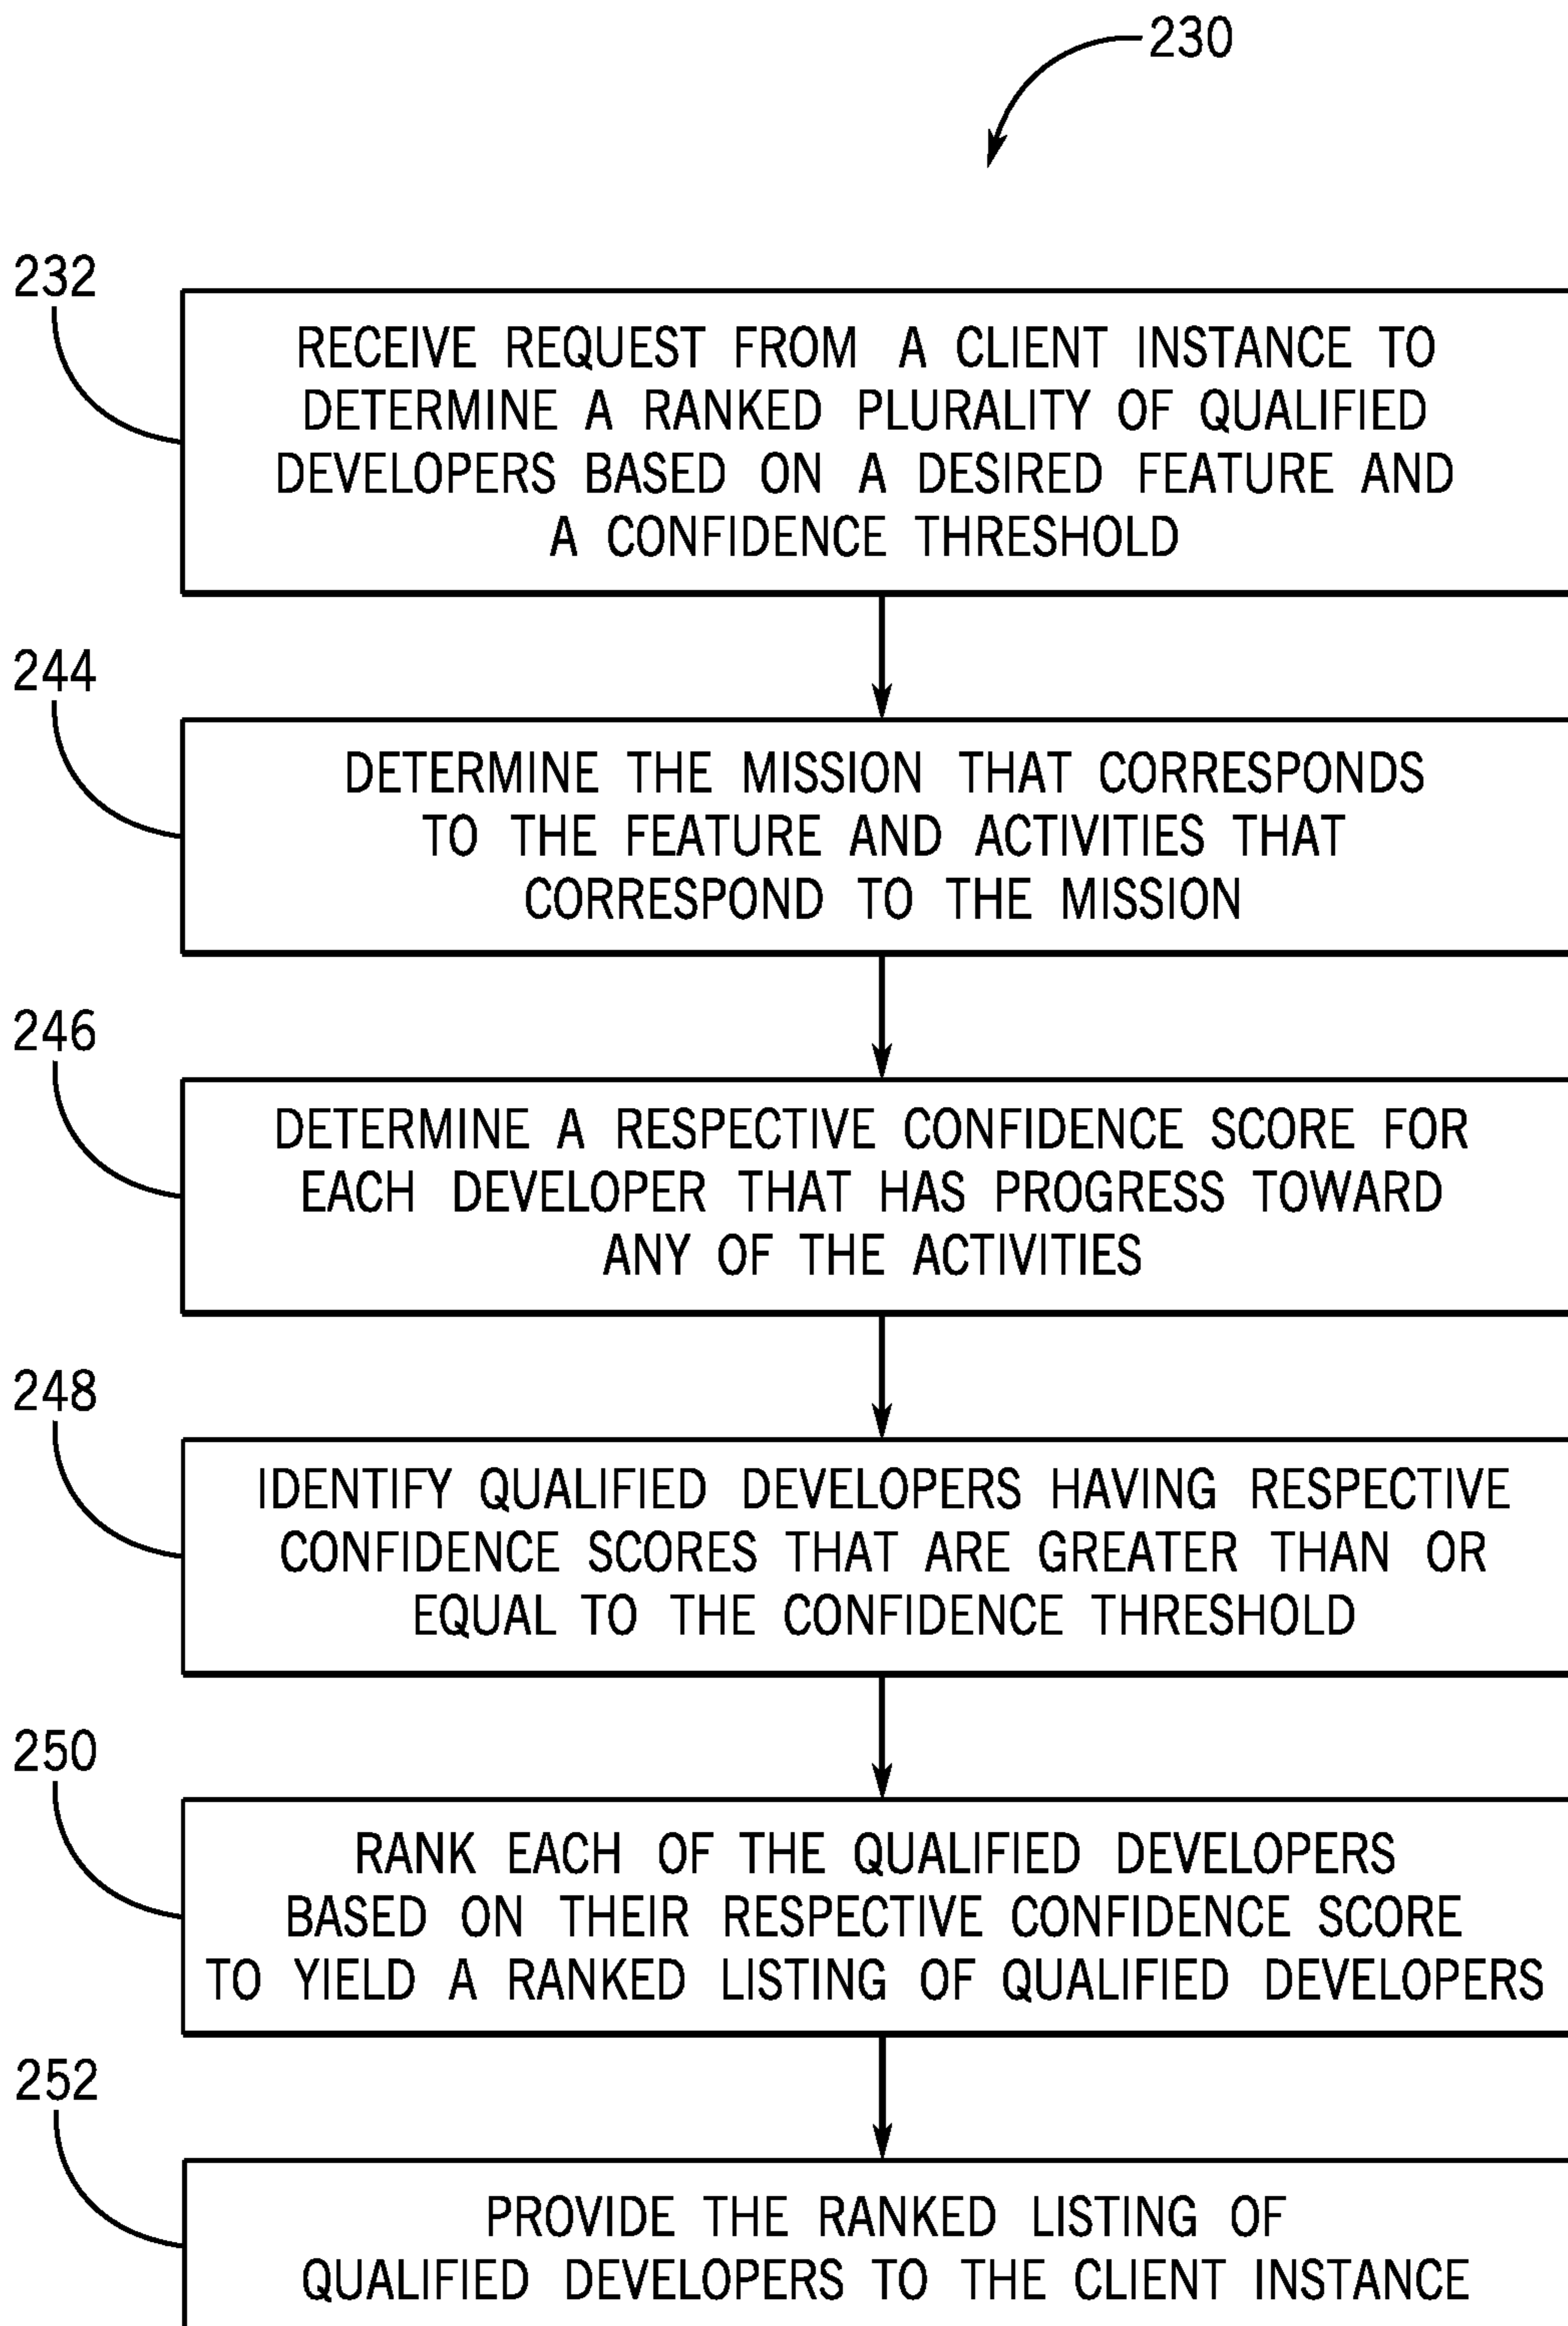 230
232
RECEIVE REQUEST FROM A CLIENT INSTANCE TO
DETERMINE A RANKED PLURALITY OF QUALIFIED
DEVELOPERS BASED ON A DESIRED FEATURE AND
A CONFIDENCE THRESHOLD
244
DETERMINE THE MISSION THAT CORRESPONDS
TO THE FEATURE AND ACTIVITIES THAT
CORRESPOND TO THE MISSION
246
DETERMINE A RESPECTIVE CONFIDENCE SCORE FOR
EACH DEVELOPER THAT HAS PROGRESS TOWARD
ANY OF THE ACTIVITIES
248
IDENTIFY QUALIFIED DEVELOPERS HAVING RESPECTIVE
CONFIDENCE SCORES THAT ARE GREATER THAN OR
EQUAL TO THE CONFIDENCE THRESHOLD
250
RANK EACH OF THE QUALIFIED DEVELOPERS
BASED ON THEIR RESPECTIVE CONFIDENCE SCORE
TO YIELD A RANKED LISTING OF QUALIFIED DEVELOPERS
252
PROVIDE THE RANKED LISTING OF
QUALIFIED DEVELOPERS TO THE CLIENT INSTANCE